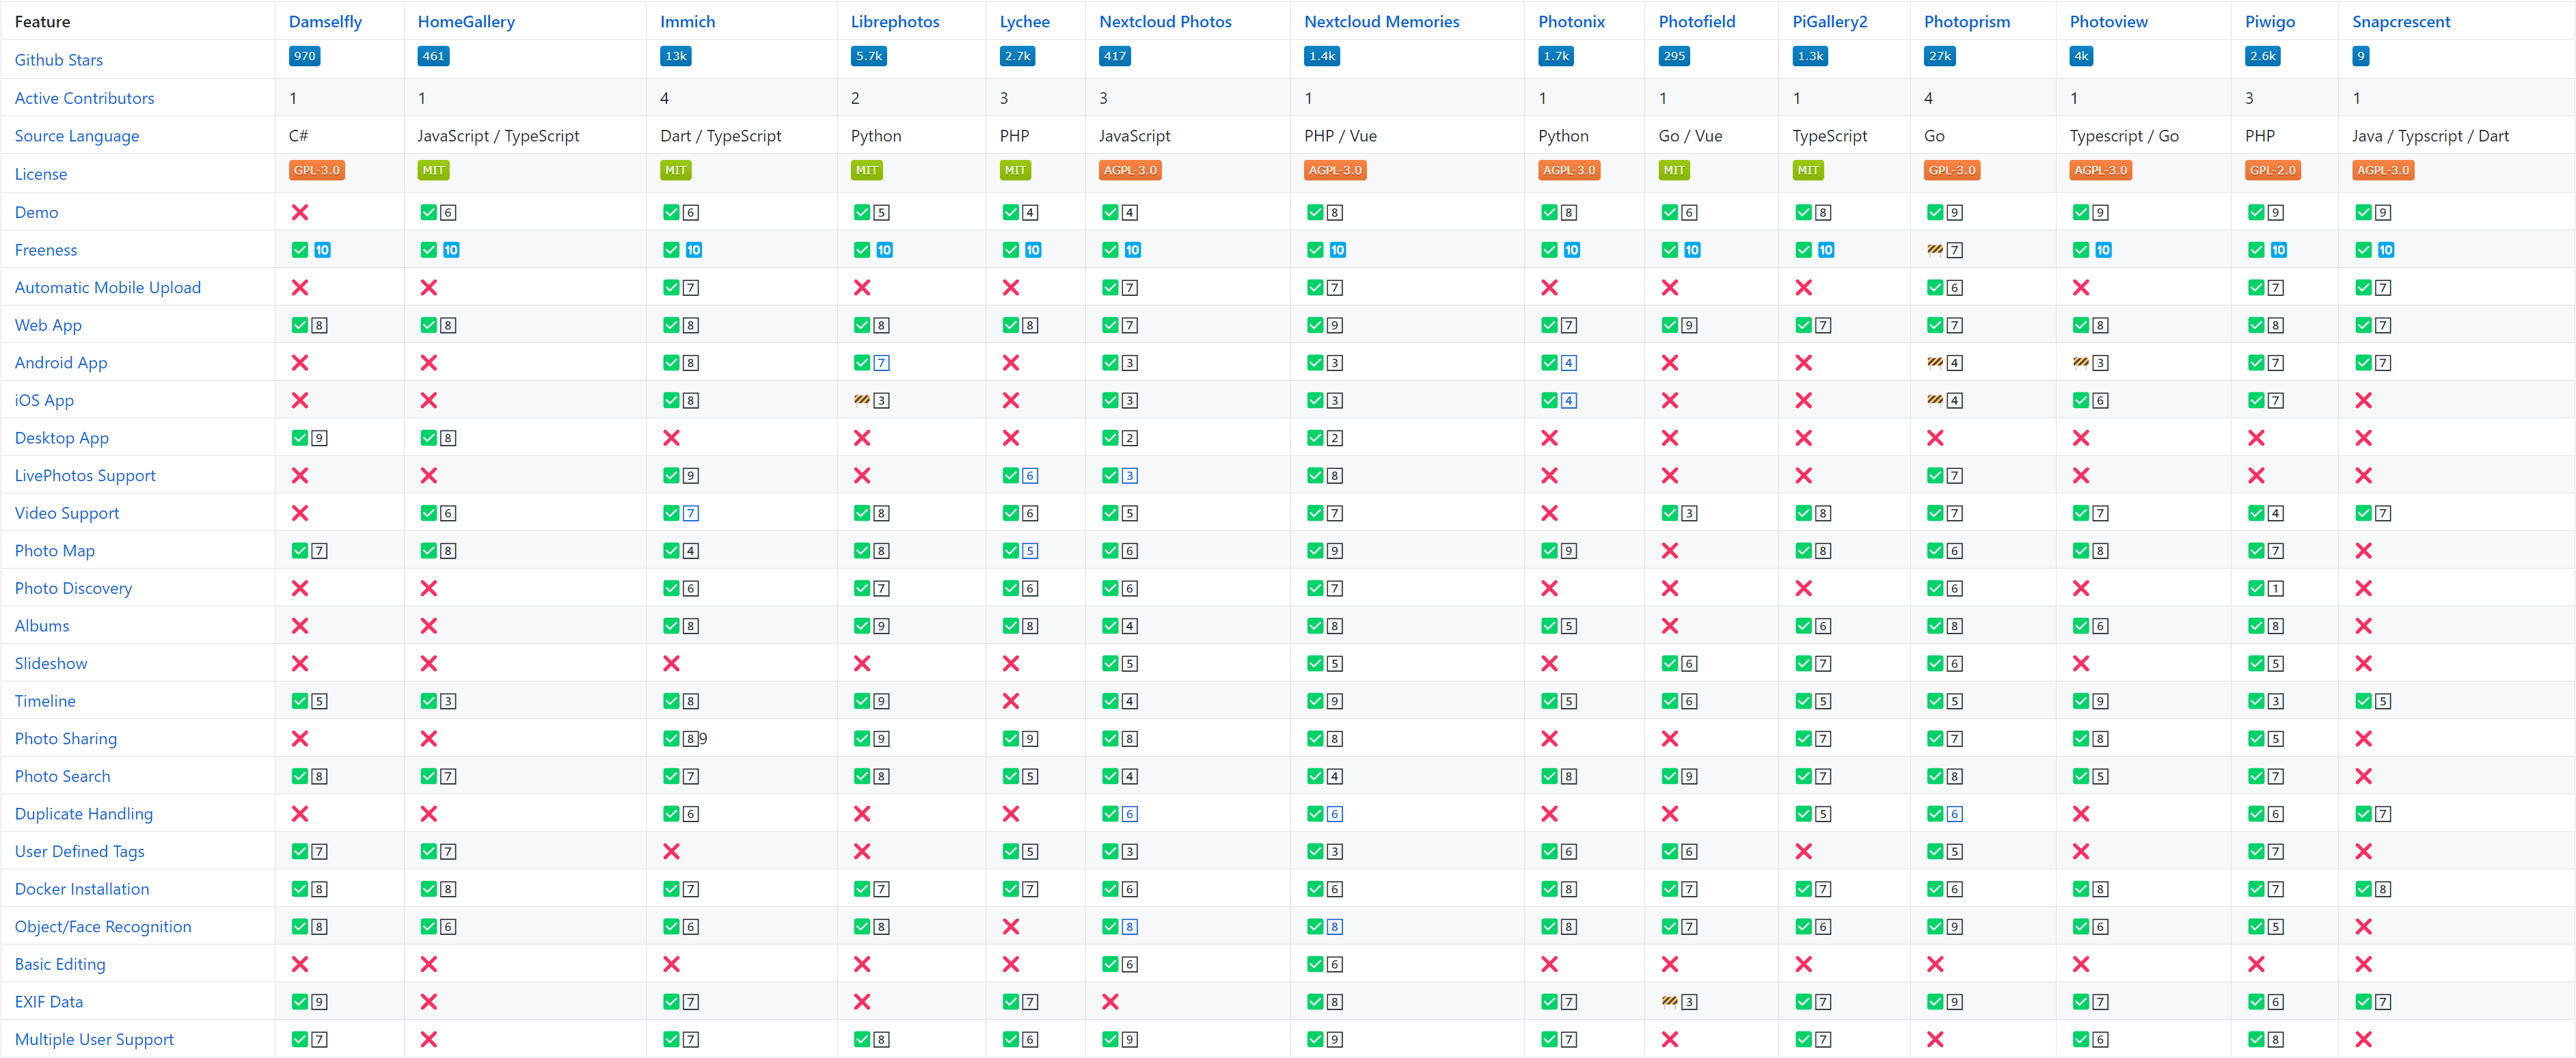 Feature Damselfly HomeGallery Immich Librephotos Lychee Nextcloud Photos Nextcloud Memories Photonix Photofield PiGallery2 Photoprism Photoview Piwigo Snapcrescent
Github Stars 970 461 13k 5.7k 2.7k 417 1.4k 1.7k 295 1.3k 27k 4k 2.6k 9
Active Contributors 1 1 4 2 3 3 1 1 1 1 4 1 3 1
Source Language C# JavaScript / TypeScript Dart / TypeScript Python PHP JavaScript PHP / Vue Python Go / Vue TypeScript Go Typescript / Go PHP Java / Typscript / Dart
License GPL-3.0 MIT MIT MIT MIT AGPL-3.0 AGPL-3.0 AGPL-3.0 MIT MIT GPL-3.0 AGPL-3.0 GPL-2.0 AGPL-3.0
Demo ❌ ✅6 ✅6 ✅5 ✅4 ✅4 ✅8 ✅8 ✅6 ✅8 ✅9 ✅9 ✅9 ✅9
Freeness ✅10 ✅10 ✅10 ✅10 ✅10 ✅10 ✅10 ✅10 ✅10 ✅10 🚧7 ✅10 ✅10 ✅10
Automatic Mobile Upload ❌ ❌ ✅7 ❌ ❌ ✅7 ✅7 ❌ ❌ ❌ ✅6 ❌ ✅7 ✅7
Web App ✅8 ✅8 ✅8 ✅8 ✅8 ✅7 ✅9 ✅7 ✅9 ✅7 ✅7 ✅8 ✅8 ✅7
Android App ❌ ❌ ✅8 ✅7 ❌ ✅3 ✅3 ✅4 ❌ ❌ 🚧4 🚧3 ✅7 ✅7
iOS App ❌ ❌ ✅8 🚧3 ❌ ✅3 ✅3 ✅4 ❌ ❌ 🚧4 ✅6 ✅7 ❌
Desktop App ✅9 ✅8 ❌ ❌ ❌ ✅2 ✅2 ❌ ❌ ❌ ❌ ❌ ❌ ❌
LivePhotos Support ❌ ❌ ✅9 ❌ ✅6 ✅3 ✅8 ❌ ❌ ❌ ✅7 ❌ ❌ ❌
Video Support ❌ ✅6 ✅7 ✅8 ✅6 ✅5 ✅7 ❌ ✅3 ✅8 ✅7 ✅7 ✅4 ✅7
Photo Map ✅7 ✅8 ✅4 ✅8 ✅5 ✅6 ✅9 ✅9 ❌ ✅8 ✅6 ✅8 ✅7 ❌
Photo Discovery ❌ ❌ ✅6 ✅7 ✅6 ✅6 ✅7 ❌ ❌ ❌ ✅6 ❌ ✅1 ❌
Albums ❌ ❌ ✅8 ✅9 ✅8 ✅4 ✅8 ✅5 ❌ ✅6 ✅8 ✅6 ✅8 ❌
Slideshow ❌ ❌ ❌ ❌ ❌ ✅5 ✅5 ❌ ✅6 ✅7 ✅6 ❌ ✅5 ❌
Timeline ✅5 ✅3 ✅8 ✅9 ❌ ✅4 ✅9 ✅5 ✅6 ✅5 ✅5 ✅9 ✅3 ✅5
Photo Sharing ❌ ❌ ✅89 ✅9 ✅9 ✅8 ✅8 ❌ ❌ ✅7 ✅7 ✅8 ✅5 ❌
Photo Search ✅8 ✅7 ✅7 ✅8 ✅5 ✅4 ✅4 ✅8 ✅9 ✅7 ✅8 ✅5 ✅7 ❌
Duplicate Handling ❌ ❌ ✅6 ❌ ❌ ✅6 ✅6 ❌ ❌ ✅5 ✅6 ❌ ✅6 ✅7
User Defined Tags ✅7 ✅7 ❌ ❌ ✅5 ✅3 ✅3 ✅6 ✅6 ❌ ✅5 ❌ ✅7 ❌
Docker Installation ✅8 ✅8 ✅7 ✅7 ✅7 ✅6 ✅6 ✅8 ✅7 ✅7 ✅6 ✅8 ✅7 ✅8
Object/Face Recognition ✅8 ✅6 ✅6 ✅8 ❌ ✅8 ✅8 ✅8 ✅7 ✅6 ✅9 ✅6 ✅5 ❌
Basic Editing ❌ ❌ ❌ ❌ ❌ ✅6 ✅6 ❌ ❌ ❌ ❌ ❌ ❌ ❌
EXIF Data ✅9 ❌ ✅7 ❌ ✅7 ❌ ✅8 ✅7 🚧3 ✅7 ✅9 ✅7 ✅6 ✅7
Multiple User Support ✅7 ❌ ✅7 ✅8 ✅6 ✅9 ✅9 ✅7 ❌ ✅7 ❌ ✅6 ✅8 ❌